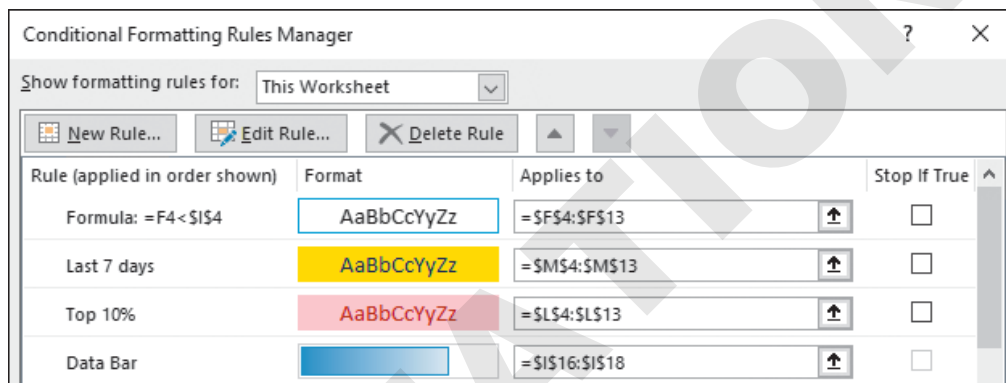 Conditional Formatting Rules Manager ?
Show formatting rules for: This Worksheet
New Rule... Edit Rule... Delete Rule
Rule (applied in order shown) Format Applies to Stop If True
Formula: =F4<$I$4 AaBbCcYyZz =$F$4:$F$13
Last 7 days AaBbCcYyZz =$M$4:$M$13
Top 10% AaBbCcYyZz =$L$4:$L$13
Data Bar =$I$16:$I$18